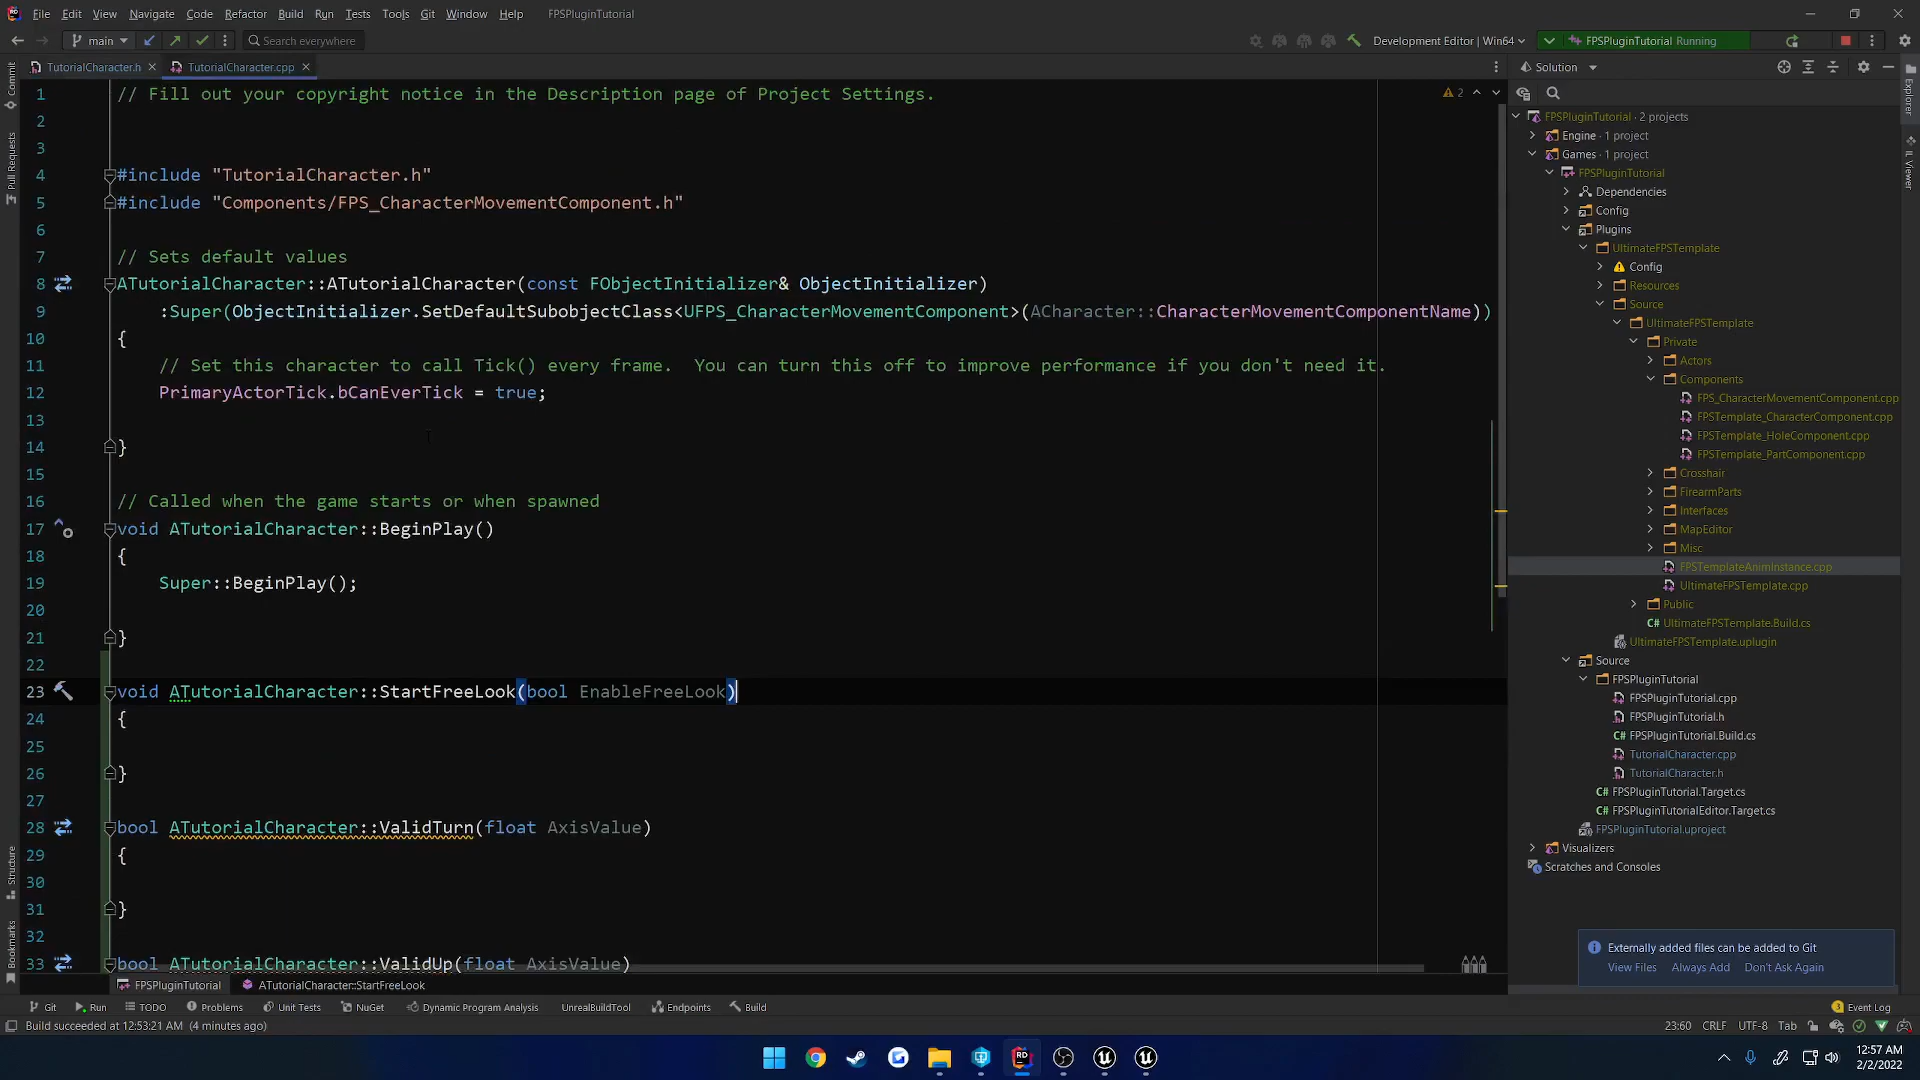 File Edit View Navigate Code Refactor Build Run Tests Tools Git Window Help FPSPluginTutorial
main Search everywhere Development Editor | Win64 FPSPluginTutorial Running
TutorialCharacter.h TutorialCharacter.cpp Solution
Commit
Pull Requests
Explorer
IL Viewer
2
1 // Fill out your copyright notice in the Description page of Project Settings.
2
3
4 #include "TutorialCharacter.h"
5 #include "Components/FPS_CharacterMovementComponent.h"
6
7 // Sets default values
8 ATutorialCharacter::ATutorialCharacter(const FObjectInitializer& ObjectInitializer)
9 :Super(ObjectInitializer.SetDefaultSubobjectClass<UFPS_CharacterMovementComponent>(ACharacter::CharacterMovementComponentName))
10 {
11 // Set this character to call Tick() every frame.  You can turn this off to improve performance if you don't need it.
12 PrimaryActorTick.bCanEverTick = true;
13
14 }
15
16 // Called when the game starts or when spawned
17 void ATutorialCharacter::BeginPlay()
18 {
19 Super::BeginPlay();
20
21 }
22
23 void ATutorialCharacter::StartFreeLook(bool EnableFreeLook)
24 {
25
26 }
27
28 bool ATutorialCharacter::ValidTurn(float AxisValue)
29 {
30
31 }
32
33 bool ATutorialCharacter::ValidUp(float AxisValue)
FPSPluginTutorial · 2 projects
Engine · 1 project
Games · 1 project
FPSPluginTutorial
Dependencies
Config
Plugins
UltimateFPSTemplate
Config
Resources
Source
UltimateFPSTemplate
Private
Actors
Components
FPS_CharacterMovementComponent.cpp
FPSTemplate_CharacterComponent.cpp
FPSTemplate_HoleComponent.cpp
FPSTemplate_PartComponent.cpp
Crosshair
FirearmParts
Interfaces
MapEditor
Misc
FPSTemplateAnimInstance.cpp
UltimateFPSTemplate.cpp
Public
C# UltimateFPSTemplate.Build.cs
UltimateFPSTemplate.uplugin
Source
FPSPluginTutorial
FPSPluginTutorial.cpp
FPSPluginTutorial.h
C# FPSPluginTutorial.Build.cs
TutorialCharacter.cpp
TutorialCharacter.h
C# FPSPluginTutorial.Target.cs
C# FPSPluginTutorialEditor.Target.cs
FPSPluginTutorial.uproject
Visualizers
Scratches and Consoles
Structure
Bookmarks
Externally added files can be added to Git
View Files Always Add Don't Ask Again
FPSPluginTutorial ATutorialCharacter::StartFreeLook
Git Run TODO Problems Unit Tests NuGet Dynamic Program Analysis UnrealBuildTool Endpoints Build Event Log
Build succeeded at 12:53:21 AM (4 minutes ago) 23:60 CRLF UTF-8 Tab
12:57 AM
2/2/2022